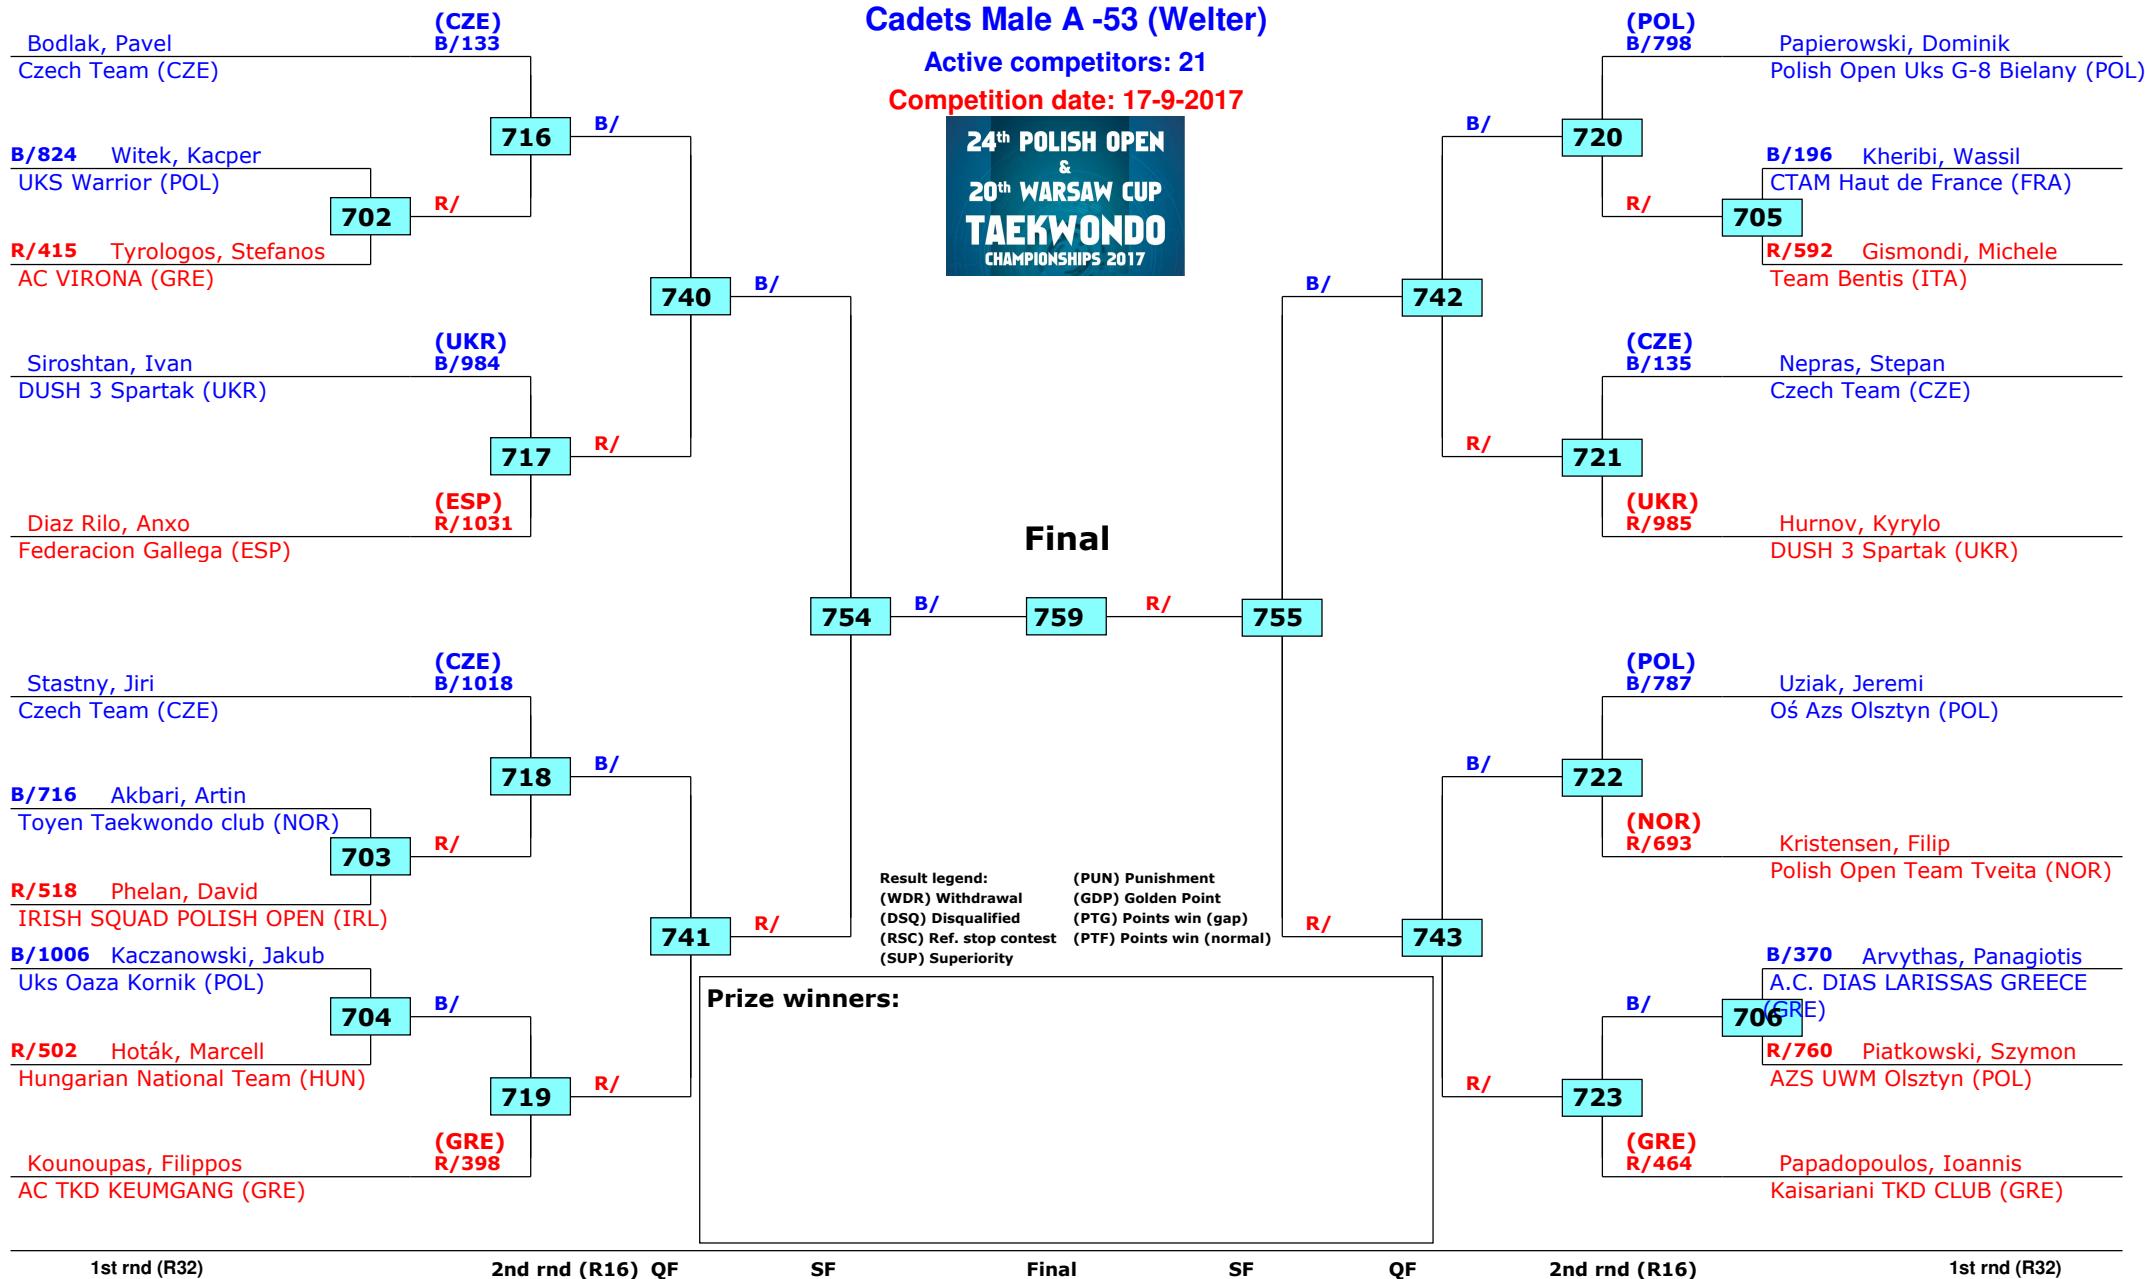 Cadets Male A -53 (Welter)
Active competitors: 21
Competition date: 17-9-2017
24th POLISH OPEN
&
20th WARSAW CUP
TAEKWONDO
CHAMPIONSHIPS 2017
(CZE)
Bodlak, Pavel B/133
Czech Team (CZE)
716
B/
B/824 Witek, Kacper
UKS Warrior (POL)
702
R/
R/415 Tyrologos, Stefanos
AC VIRONA (GRE)
740
B/
(UKR)
Siroshtan, Ivan B/984
DUSH 3 Spartak (UKR)
717
R/
(ESP)
Diaz Rilo, Anxo R/1031
Federacion Gallega (ESP)
754
B/
(CZE)
Stastny, Jiri B/1018
Czech Team (CZE)
718
B/
B/716 Akbari, Artin
Toyen Taekwondo club (NOR)
703
R/
R/518 Phelan, David
IRISH SQUAD POLISH OPEN (IRL)
741
R/
B/1006 Kaczanowski, Jakub
Uks Oaza Kornik (POL)
704
B/
R/502 Hoták, Marcell
Hungarian National Team (HUN)
719
R/
(GRE)
Kounoupas, Filippos R/398
AC TKD KEUMGANG (GRE)
Final
759
R/
755
(POL)
B/798 Papierowski, Dominik
Polish Open Uks G-8 Bielany (POL)
B/
720
B/196 Kheribi, Wassil
CTAM Haut de France (FRA)
R/
705
R/592 Gismondi, Michele
Team Bentis (ITA)
B/
742
(CZE)
B/135 Nepras, Stepan
Czech Team (CZE)
R/
721
(UKR)
R/985 Hurnov, Kyrylo
DUSH 3 Spartak (UKR)
(POL)
B/787 Uziak, Jeremi
Oś Azs Olsztyn (POL)
B/
722
(NOR)
R/693 Kristensen, Filip
Polish Open Team Tveita (NOR)
R/
743
B/370 Arvythas, Panagiotis
A.C. DIAS LARISSAS GREECE
(GRE)
B/
706
R/760 Piatkowski, Szymon
AZS UWM Olsztyn (POL)
R/
723
(GRE)
R/464 Papadopoulos, Ioannis
Kaisariani TKD CLUB (GRE)
Result legend: (PUN) Punishment
(WDR) Withdrawal (GDP) Golden Point
(DSQ) Disqualified (PTG) Points win (gap)
(RSC) Ref. stop contest (PTF) Points win (normal)
(SUP) Superiority
Prize winners:
1st rnd (R32) 2nd rnd (R16) QF SF Final SF QF 2nd rnd (R16) 1st rnd (R32)